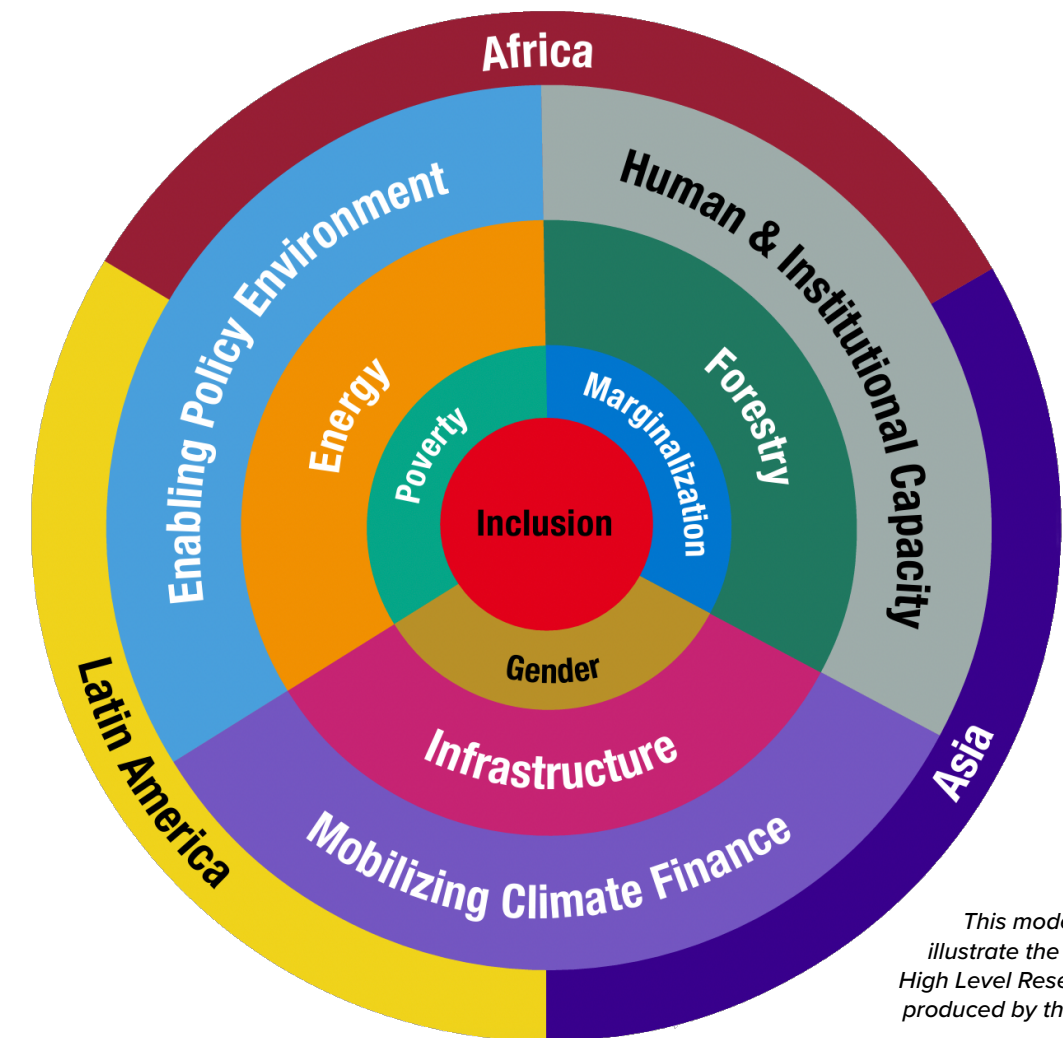 Africa
Enabling Policy Environment
Human & Institutional Capacity
Energy
Forestry
Poverty
Marginalization
Inclusion
Gender
Infrastructure
Mobilizing Climate Finance
Latin America
Asia
This mode
illustrate the
High Level Rese
produced by th